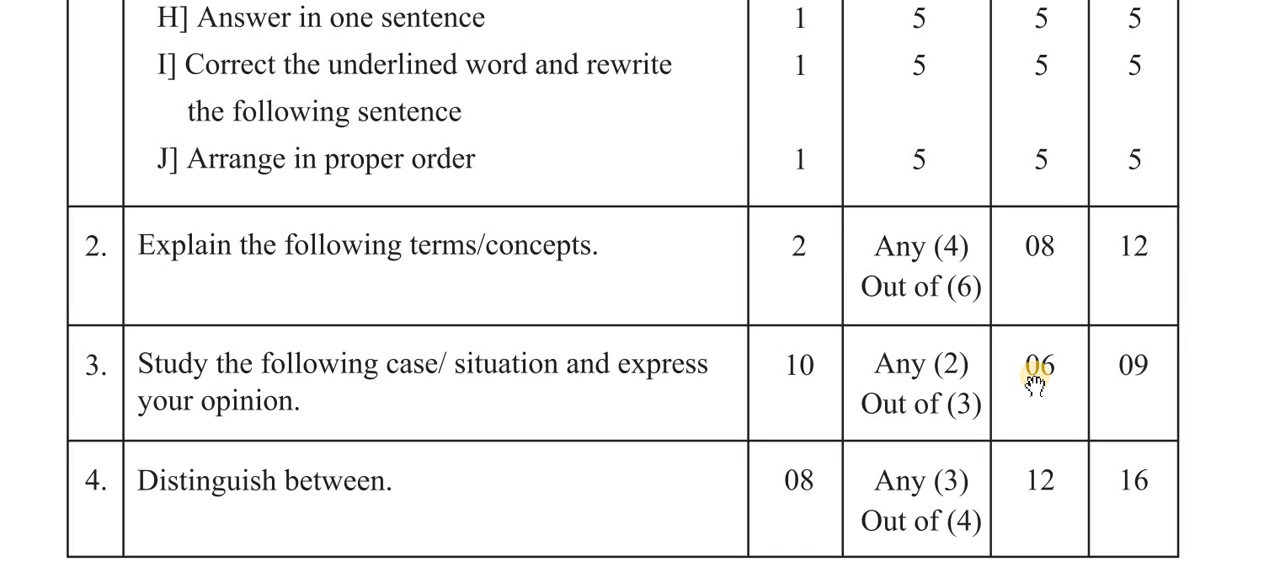 H] Answer in one sentence 1 5 5 5
I] Correct the underlined word and rewrite 1 5 5 5
the following sentence
J] Arrange in proper order 1 5 5 5
2. Explain the following terms/concepts. 2 Any (4) 08 12
Out of (6)
3. Study the following case/ situation and express 10 Any (2) 06 09
your opinion. Out of (3)
4. Distinguish between. 08 Any (3) 12 16
Out of (4)